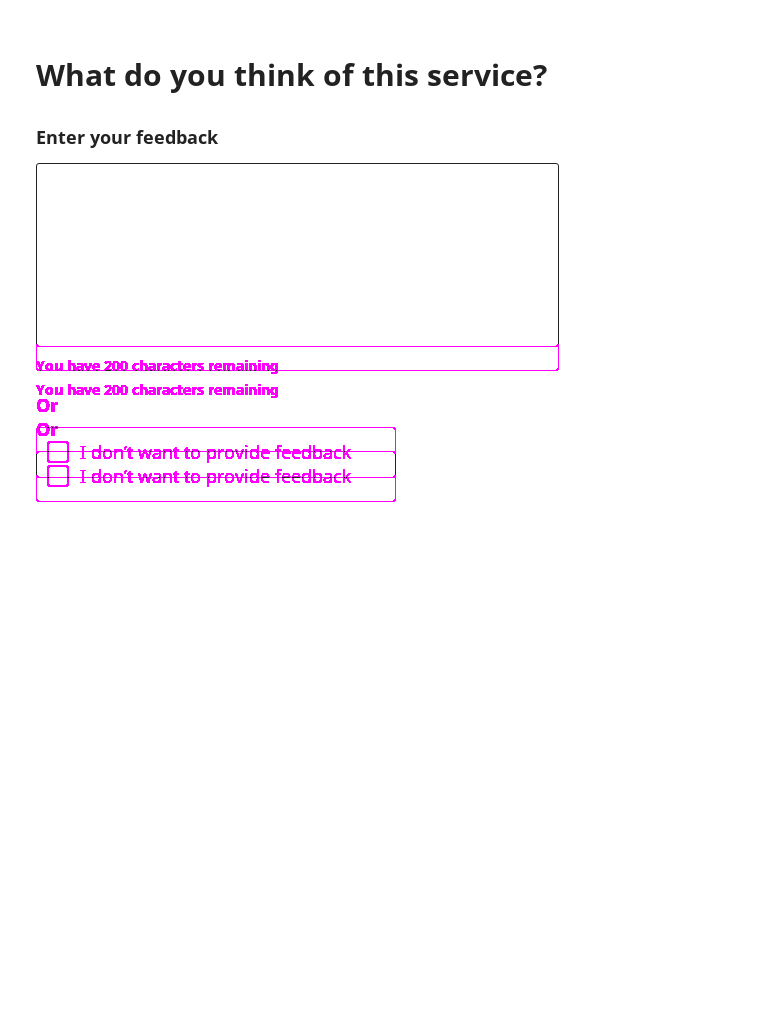 What do you think of this service?
Enter your feedback
You have 200 characters remaining
You have 200 characters remaining
Or
Or
I don't want to provide feedback
I don't want to provide feedback